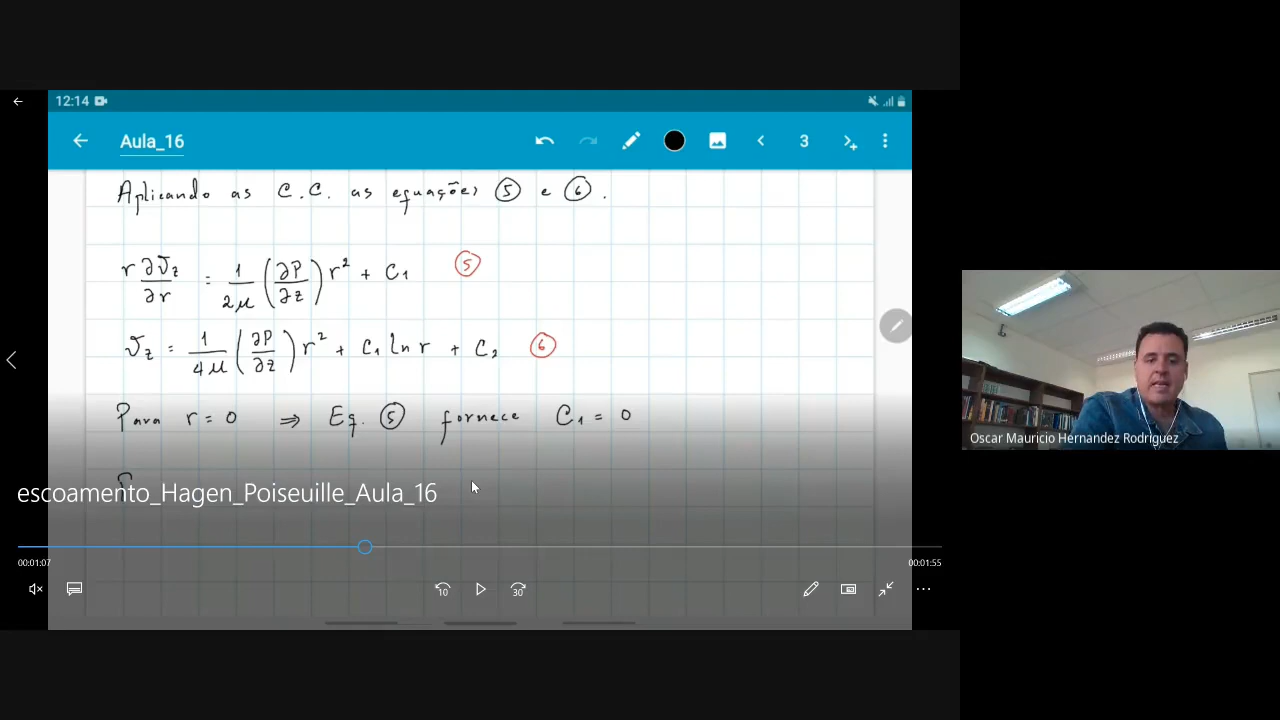 12:14
Aula_16
3
Aplicando as C.C. as equações ⑤ e ⑥.
r ∂Vz/∂r = 1/2μ (∂P/∂z) r² + C₁ ⑤
Vz = 1/4μ (∂P/∂z) r² + C₁ ln r + C₂ ⑥
Para r = 0 ⇒ Eq. ⑤ fornece C₁ = 0
Oscar Mauricio Hernandez Rodriguez
escoamento_Hagen_Poiseuille_Aula_16
00:01:07
00:01:55
10
30